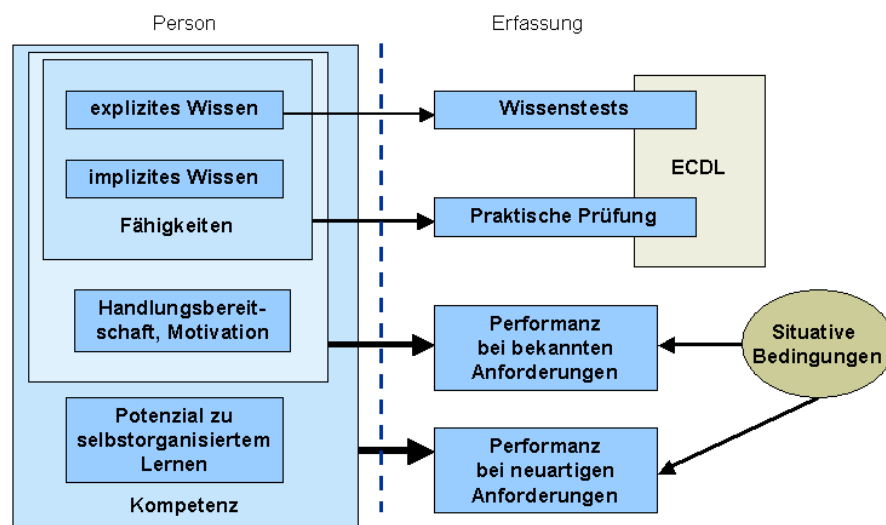 Person
Erfassung
explizites Wissen
Wissenstests
ECDL
implizites Wissen
Fähigkeiten
Praktische Prüfung
Handlungsbereit-
schaft, Motivation
Performanz
bei bekannten
Anforderungen
Situative
Bedingungen
Potenzial zu
selbstorganisiertem
Lernen
Performanz
bei neuartigen
Anforderungen
Kompetenz